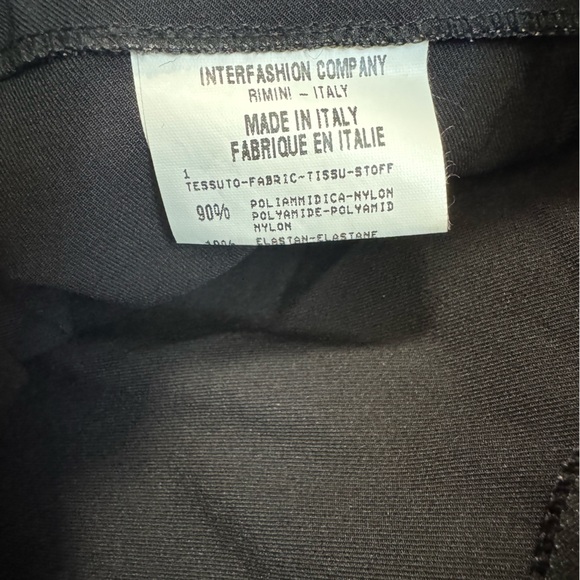 INTERFASHION COMPANY
RIMINI - ITALY
MADE IN ITALY
FABRIQUE EN ITALIE
1
TESSUTO-FABRIC-TISSU-STOFF
90% POLIAMMIDICA-NYLON
POLYAMIDE-POLYAMID
NYLON
10% ELASTAN-ELASTANE